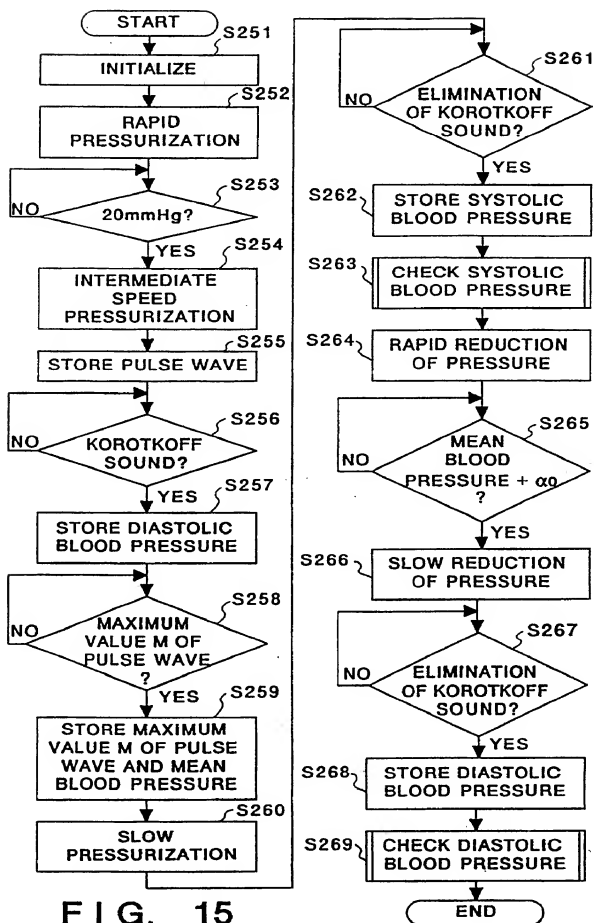 START
S251
INITIALIZE
S252
RAPID
PRESSURIZATION
S253
20mmHg?
NO
YES
S254
INTERMEDIATE
SPEED
PRESSURIZATION
S255
STORE PULSE WAVE
S256
KOROTKOFF
SOUND?
NO
YES
S257
STORE DIASTOLIC
BLOOD PRESSURE
S258
MAXIMUM
VALUE M OF
PULSE WAVE
?
NO
YES
S259
STORE MAXIMUM
VALUE M OF PULSE
WAVE AND MEAN
BLOOD PRESSURE
S260
SLOW
PRESSURIZATION
S261
ELIMINATION
OF KOROTKOFF
SOUND?
NO
YES
S262
STORE SYSTOLIC
BLOOD PRESSURE
S263
CHECK SYSTOLIC
BLOOD PRESSURE
S264
RAPID REDUCTION
OF PRESSURE
S265
MEAN
BLOOD
PRESSURE + α0
?
NO
YES
S266
SLOW REDUCTION
OF PRESSURE
S267
ELIMINATION
OF KOROTKOFF
SOUND?
NO
YES
S268
STORE DIASTOLIC
BLOOD PRESSURE
S269
CHECK DIASTOLIC
BLOOD PRESSURE
END
FIG. 15